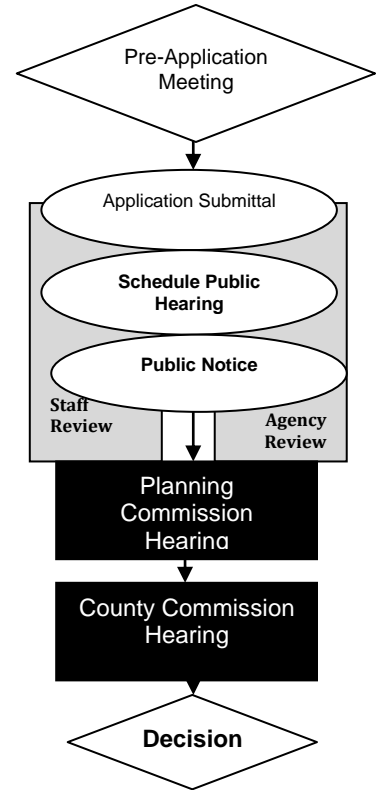 Pre-Application
Meeting
Application Submittal
Schedule Public
Hearing
Public Notice
Staff
Review
Agency
Review
Planning
Commission
Hearing
County Commission
Hearing
Decision